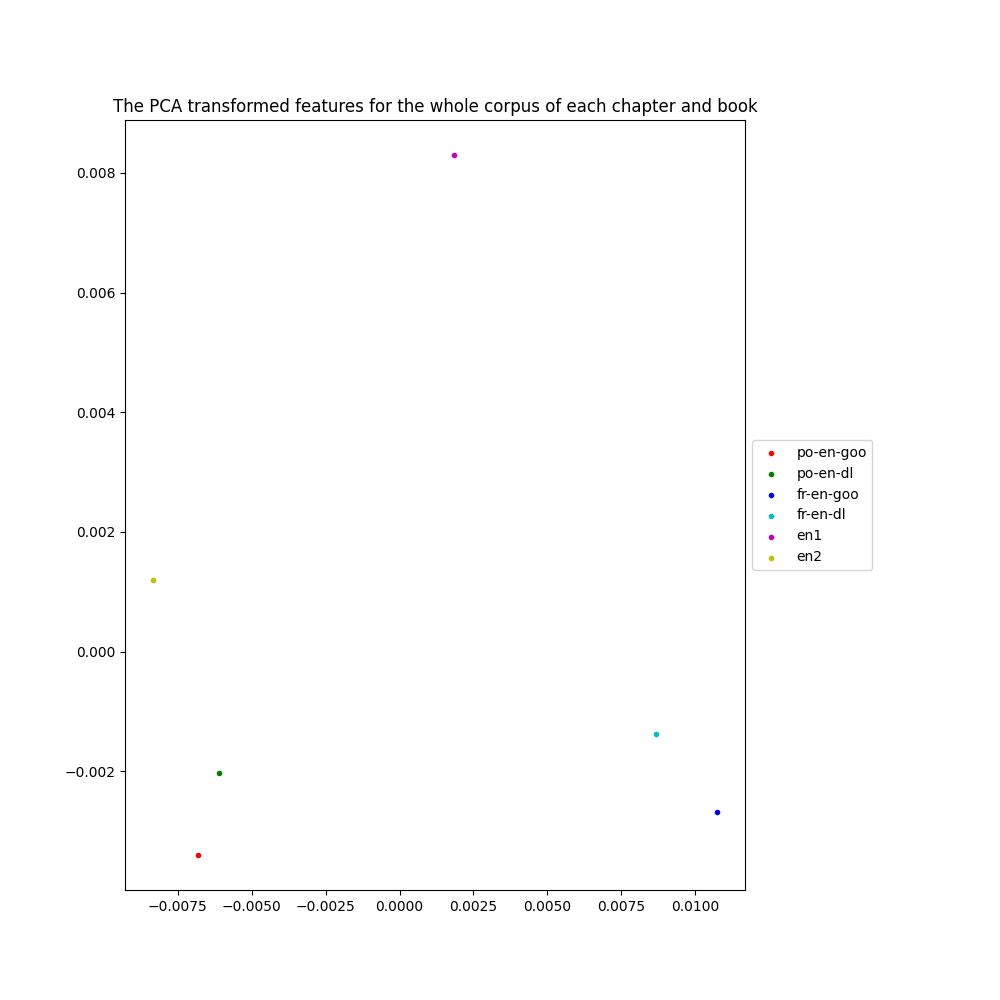 The PCA transformed features for the whole corpus of each chapter and book
0.008
0.006
0.004
0.002
0.000
−0.002
−0.0075 −0.0050 −0.0025 0.0000 0.0025 0.0050 0.0075 0.0100
po-en-goo
po-en-dl
fr-en-goo
fr-en-dl
en1
en2